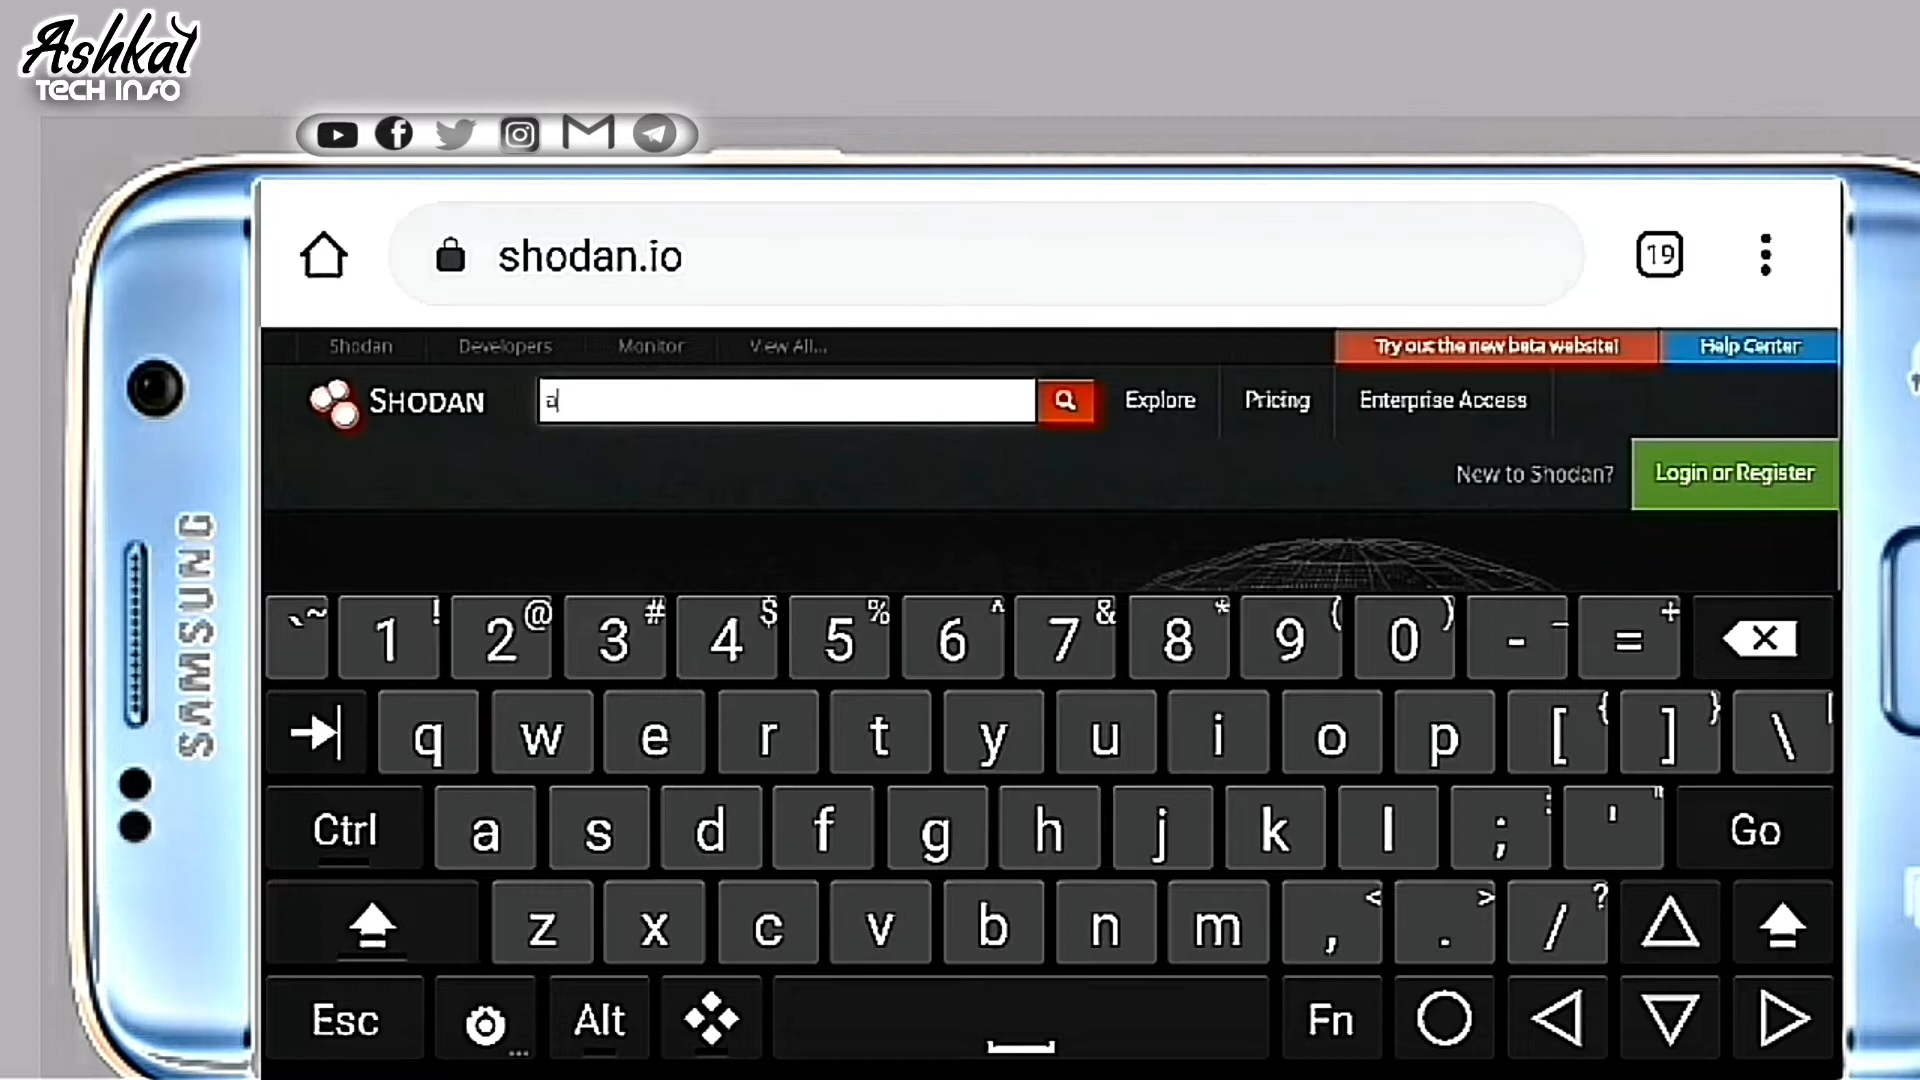 Ashkal
TECH INFO
shodan.io
19
Shodan Developers Monitor View All...
Try out the new beta website! Help Center
SHODAN
a
Explore Pricing Enterprise Access
New to Shodan? Login or Register
SAMSUNG
` ~ 1 ! 2 @ 3 # 4 $ 5 % 6 ^ 7 & 8 * 9 ( 0 ) - _ = +
q w e r t y u i o p [ { ] } \ |
Ctrl a s d f g h j k l ; : ' " Go
z x c v b n m , < . > / ?
Esc ... Alt Fn